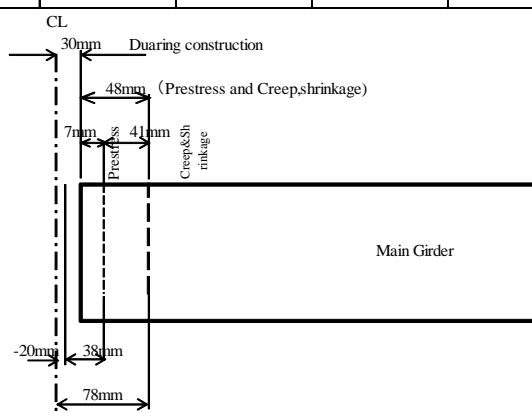 CL
30mm Duaring construction
48mm (Prestress and Creep,shrinkage)
7mm 41mm
Prestress
Creep&Sh
rinkage
Main Girder
-20mm 38mm
78mm